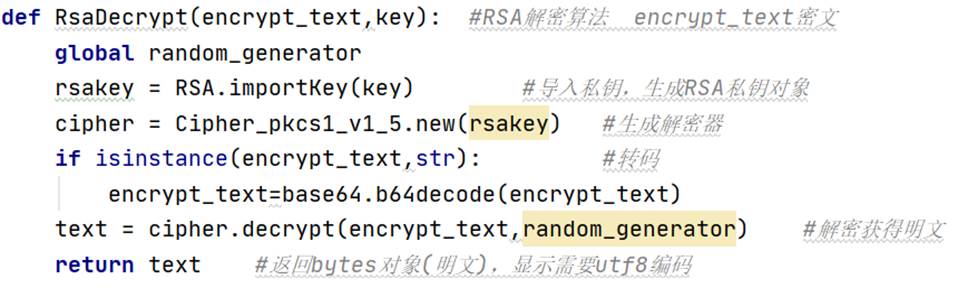 def RsaDecrypt(encrypt_text,key):  #RSA解密算法  encrypt_text密文
    global random_generator
    rsakey = RSA.importKey(key)        #导入私钥，生成RSA私钥对象
    cipher = Cipher_pkcs1_v1_5.new(rsakey)   #生成解密器
    if isinstance(encrypt_text,str):         #转码
        encrypt_text=base64.b64decode(encrypt_text)
    text = cipher.decrypt(encrypt_text,random_generator)    #解密获得明文
    return text    #返回bytes对象(明文)，显示需要utf8编码